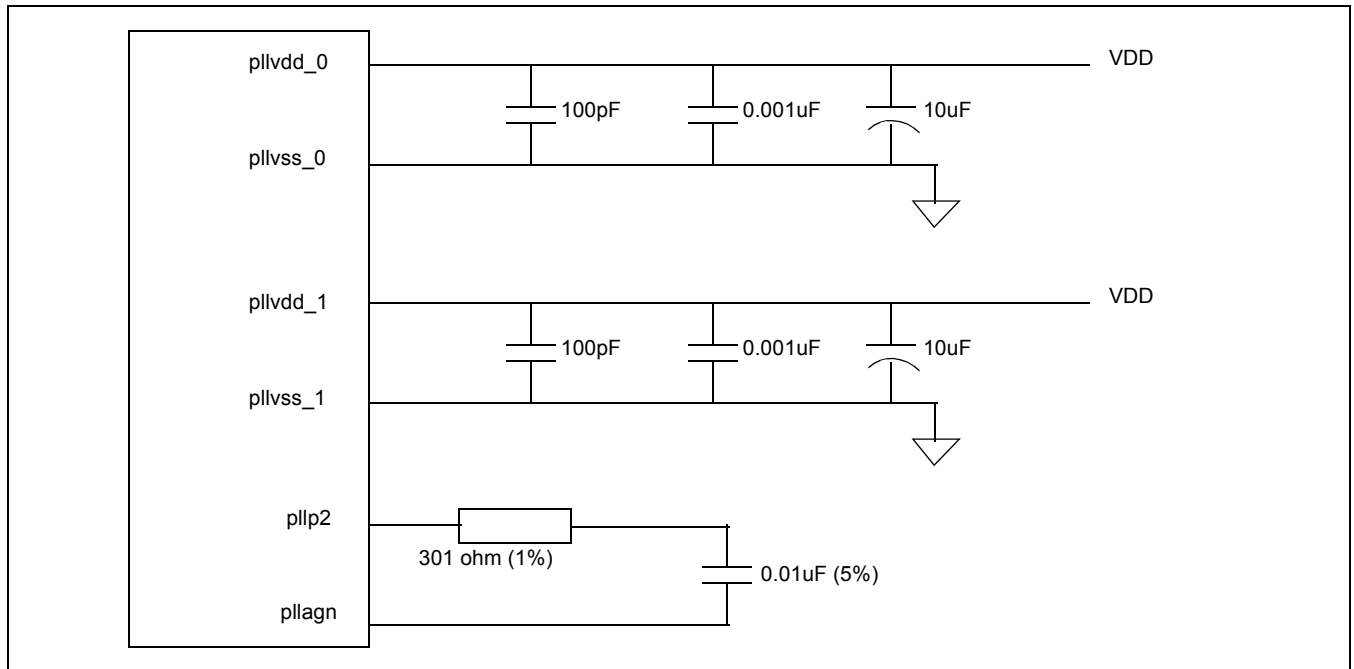 pllvdd_0
VDD
100pF
0.001uF
10uF
pllvss_0
pllvdd_1
VDD
100pF
0.001uF
10uF
pllvss_1
pllp2
301 ohm (1%)
0.01uF (5%)
pllagn